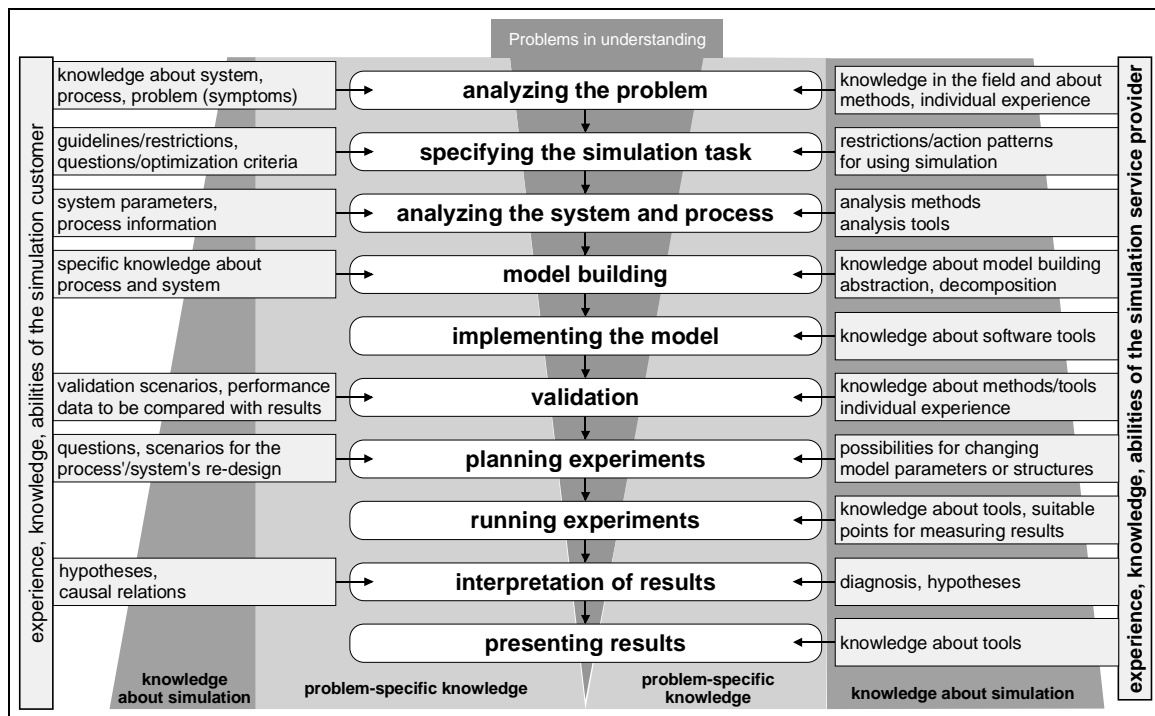 Problems in understanding
experience, knowledge, abilities of the simulation customer
knowledge about system,
process, problem (symptoms)
analyzing the problem
knowledge in the field and about
methods, individual experience
guidelines/restrictions,
questions/optimization criteria
specifying the simulation task
restrictions/action patterns
for using simulation
system parameters,
process information
analyzing the system and process
analysis methods
analysis tools
specific knowledge about
process and system
model building
knowledge about model building
abstraction, decomposition
implementing the model
knowledge about software tools
validation scenarios, performance
data to be compared with results
validation
knowledge about methods/tools
individual experience
questions, scenarios for the
process'/system's re-design
planning experiments
possibilities for changing
model parameters or structures
running experiments
knowledge about tools, suitable
points for measuring results
hypotheses,
causal relations
interpretation of results
diagnosis, hypotheses
presenting results
knowledge about tools
experience, knowledge, abilities of the simulation service provider
knowledge
about simulation
problem-specific knowledge
problem-specific
knowledge
knowledge about simulation